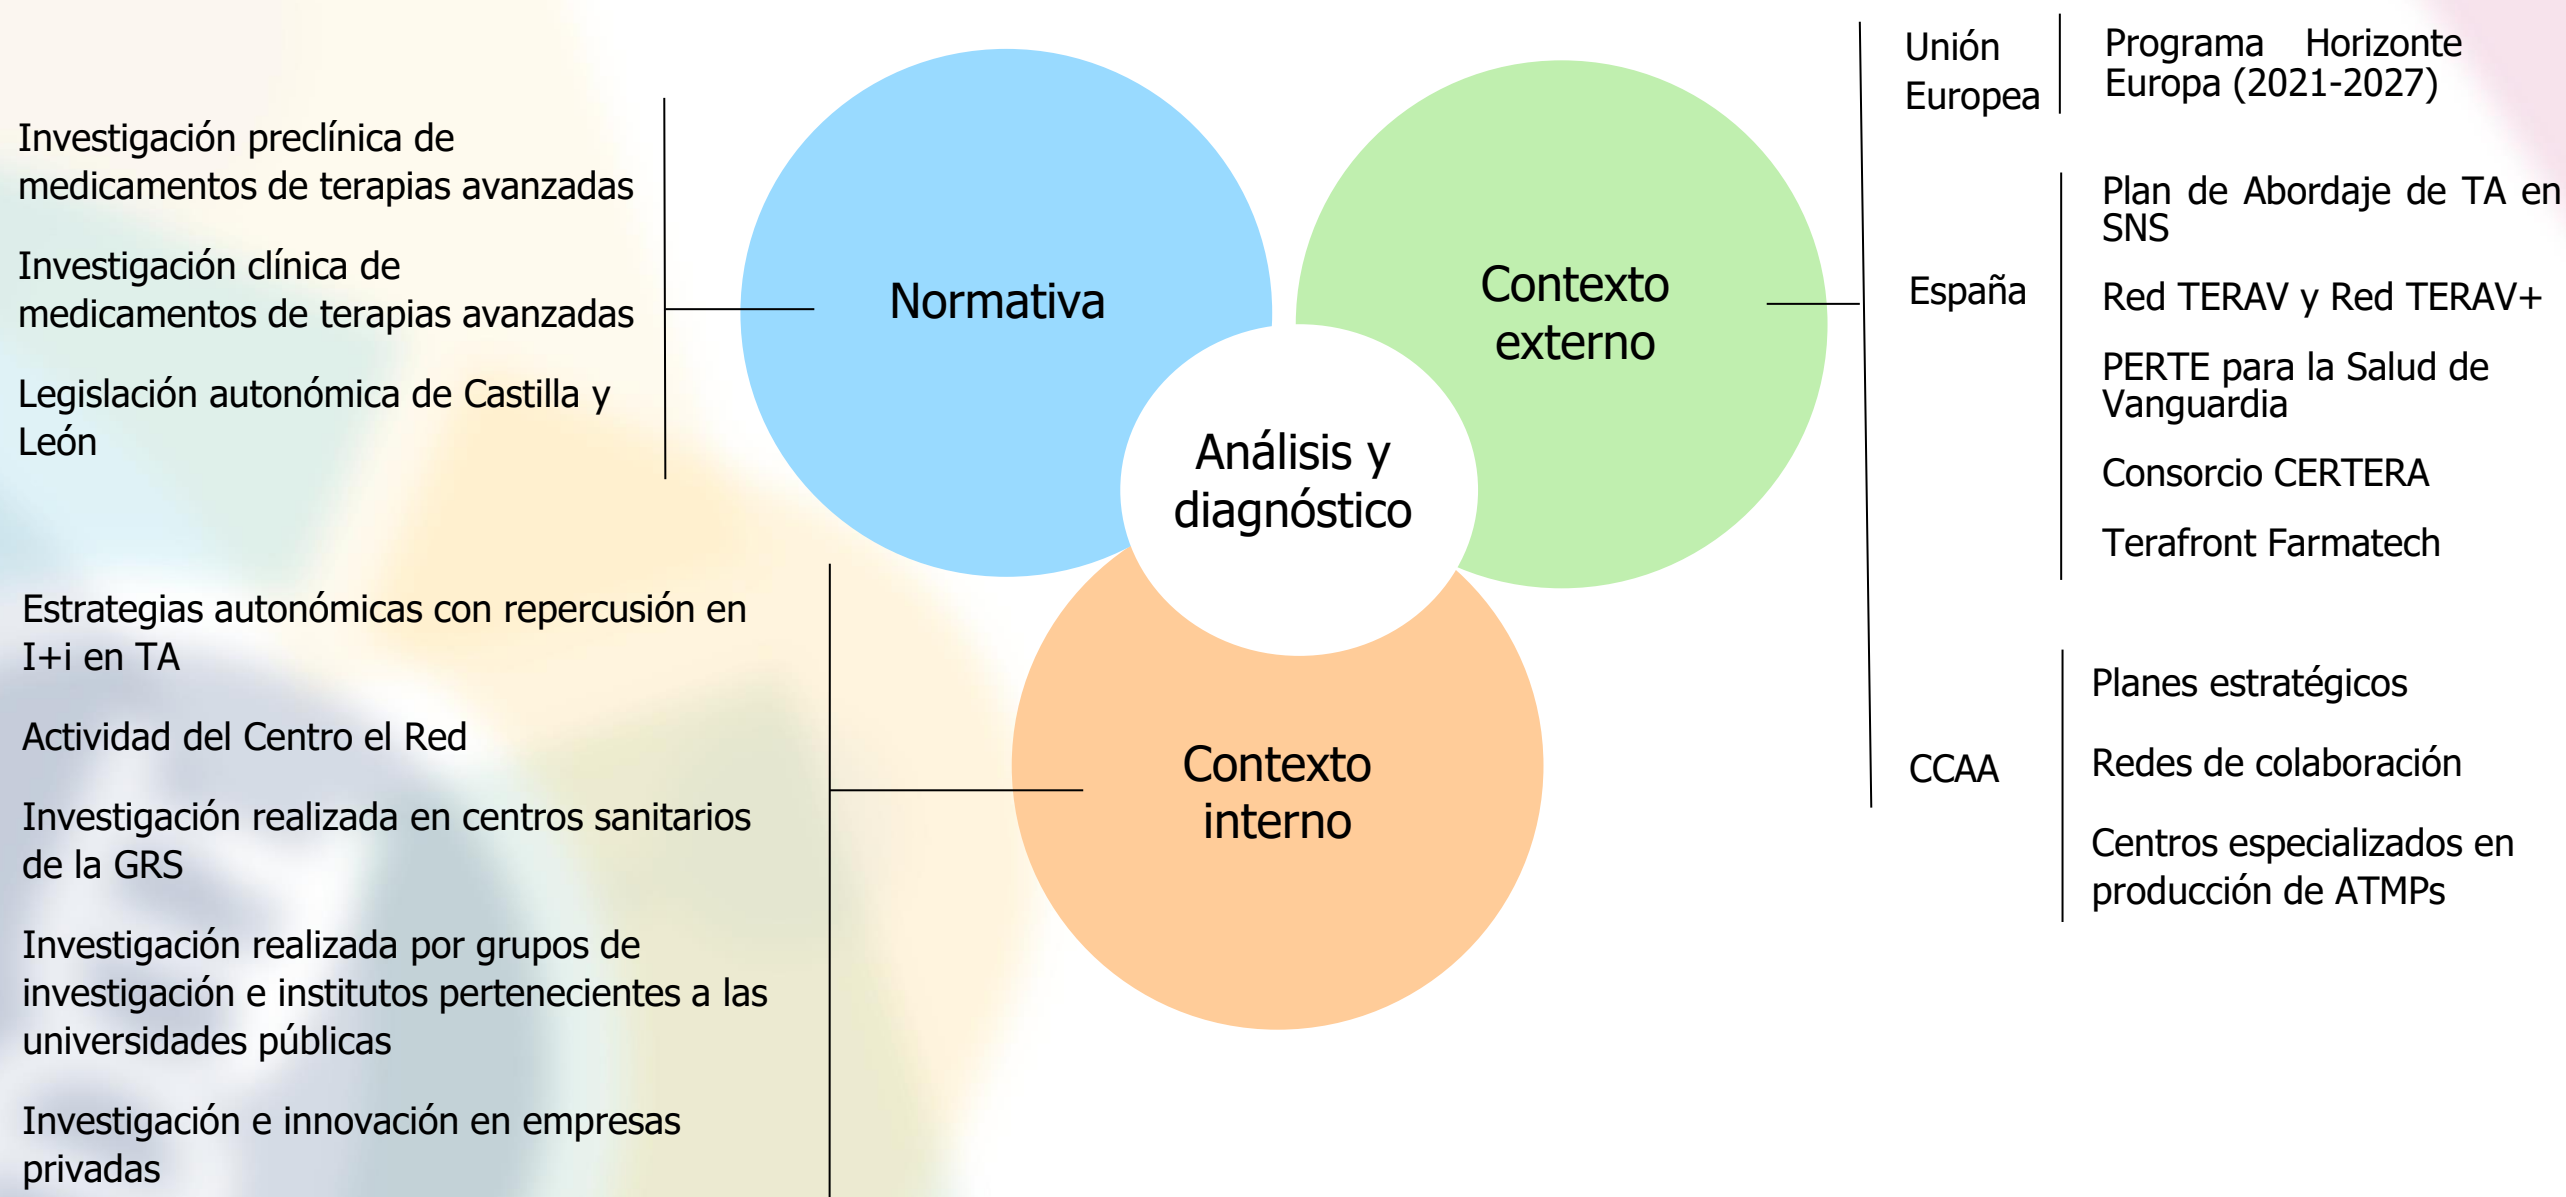 Investigación preclínica de
medicamentos de terapias avanzadas
Investigación clínica de
medicamentos de terapias avanzadas
Legislación autonómica de Castilla y
León
Normativa
Contexto
externo
Análisis y
diagnóstico
Contexto
interno
Estrategias autonómicas con repercusión en
I+i en TA
Actividad del Centro el Red
Investigación realizada en centros sanitarios
de la GRS
Investigación realizada por grupos de
investigación e institutos pertenecientes a las
universidades públicas
Investigación e innovación en empresas
privadas
Unión
Europea
Programa Horizonte
Europa (2021-2027)
España
Plan de Abordaje de TA en
SNS
Red TERAV y Red TERAV+
PERTE para la Salud de
Vanguardia
Consorcio CERTERA
Terafront Farmatech
CCAA
Planes estratégicos
Redes de colaboración
Centros especializados en
producción de ATMPs